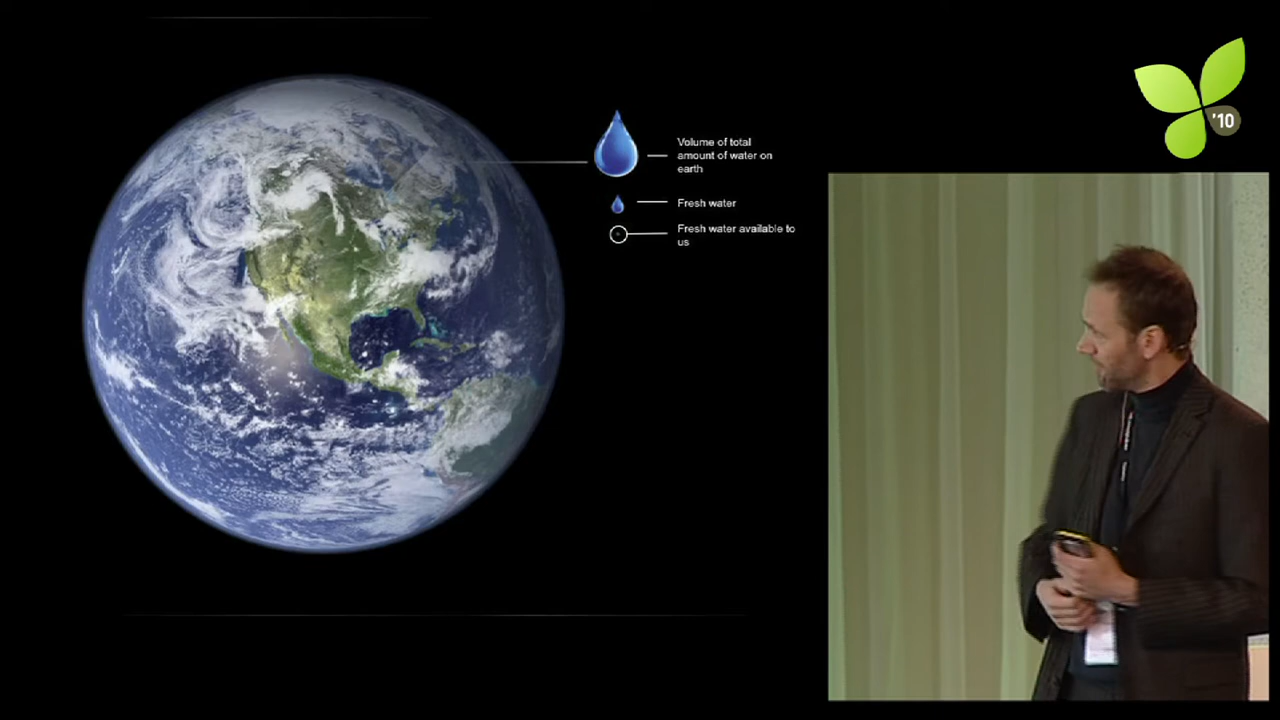 '10
Volume of total
amount of water on
earth
Fresh water
Fresh water available to
us